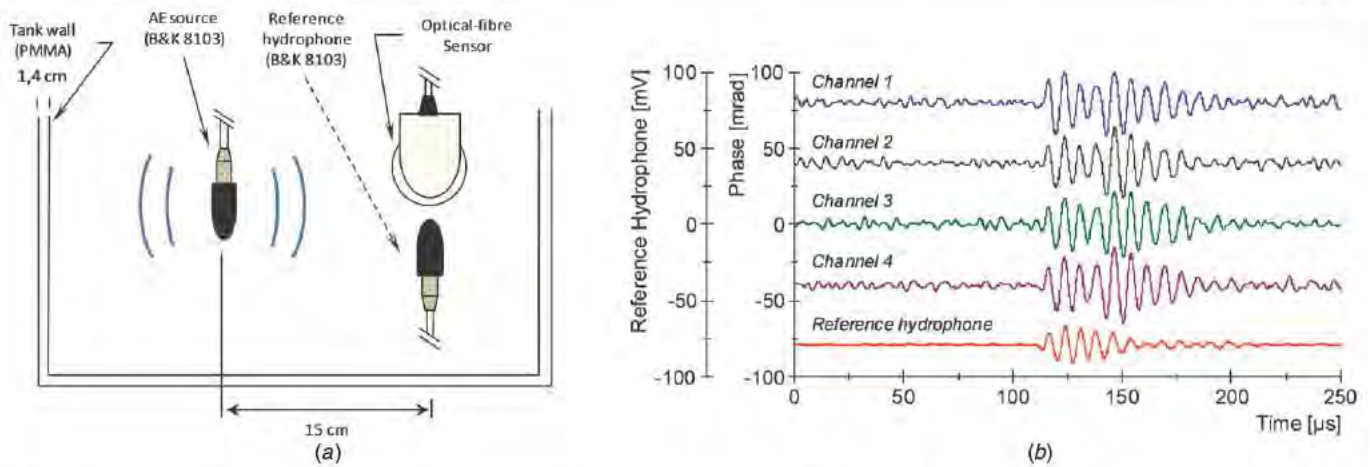 Tank wall
(PMMA)
1,4 cm
AE source
(B&K 8103)
Reference
hydrophone
(B&K 8103)
Optical-fibre
Sensor
15 cm
(a)
Reference Hydrophone [mV]
100
50
0
-50
-100
Phase [mrad]
100
50
0
-50
-100
Channel 1
Channel 2
Channel 3
Channel 4
Reference hydrophone
0 50 100 150 200 250
Time [µs]
(b)